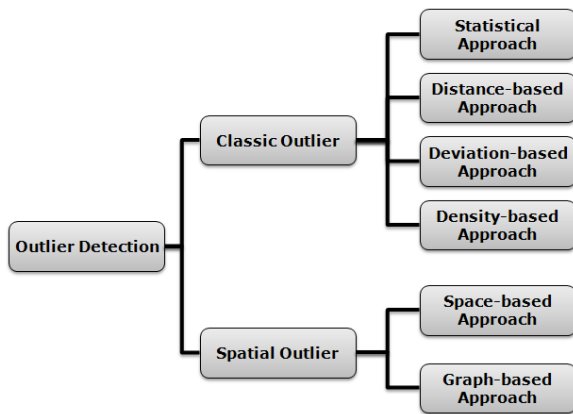 Statistical
Approach
Distance-based
Approach
Classic Outlier
Deviation-based
Approach
Density-based
Approach
Outlier Detection
Space-based
Approach
Spatial Outlier
Graph-based
Approach